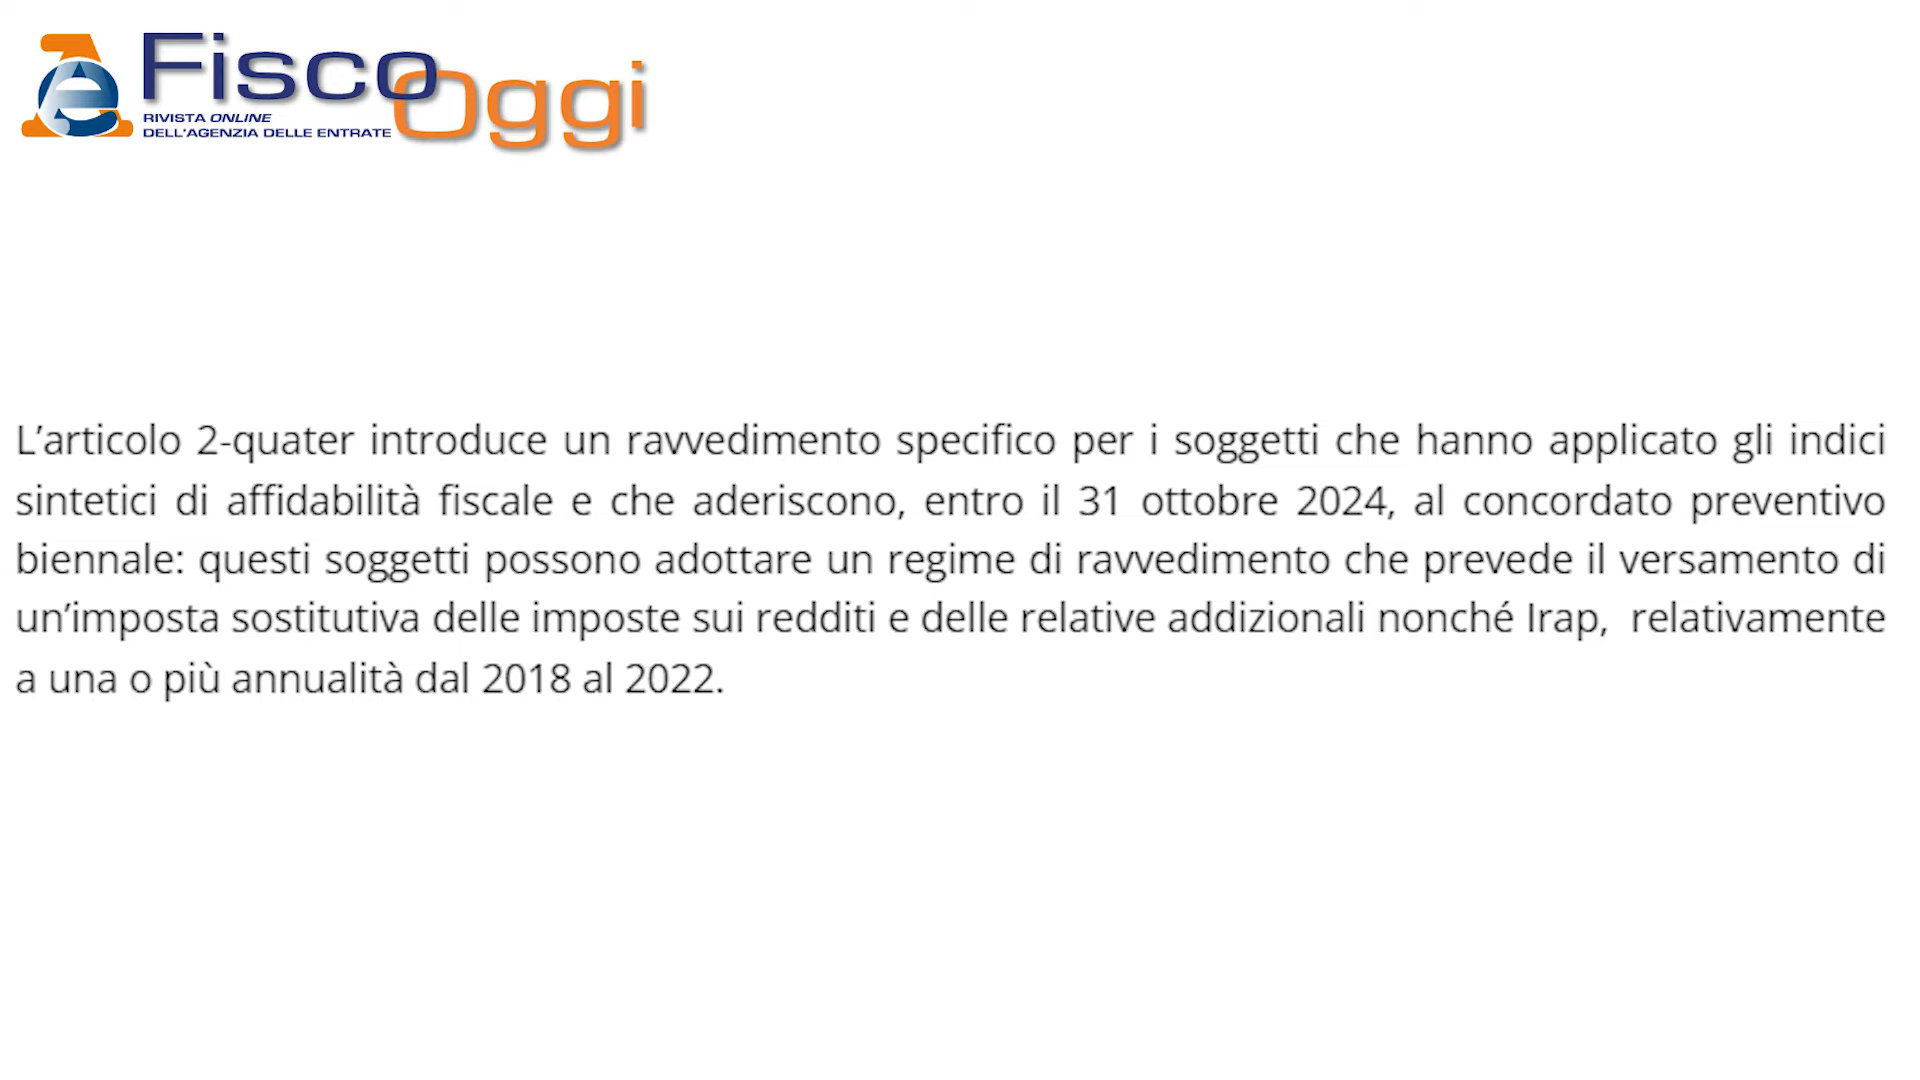 Fisco Oggi
RIVISTA ONLINE
DELL'AGENZIA DELLE ENTRATE
L’articolo 2-quater introduce un ravvedimento specifico per i soggetti che hanno applicato gli indici
sintetici di affidabilità fiscale e che aderiscono, entro il 31 ottobre 2024, al concordato preventivo
biennale: questi soggetti possono adottare un regime di ravvedimento che prevede il versamento di
un’imposta sostitutiva delle imposte sui redditi e delle relative addizionali nonché Irap, relativamente
a una o più annualità dal 2018 al 2022.